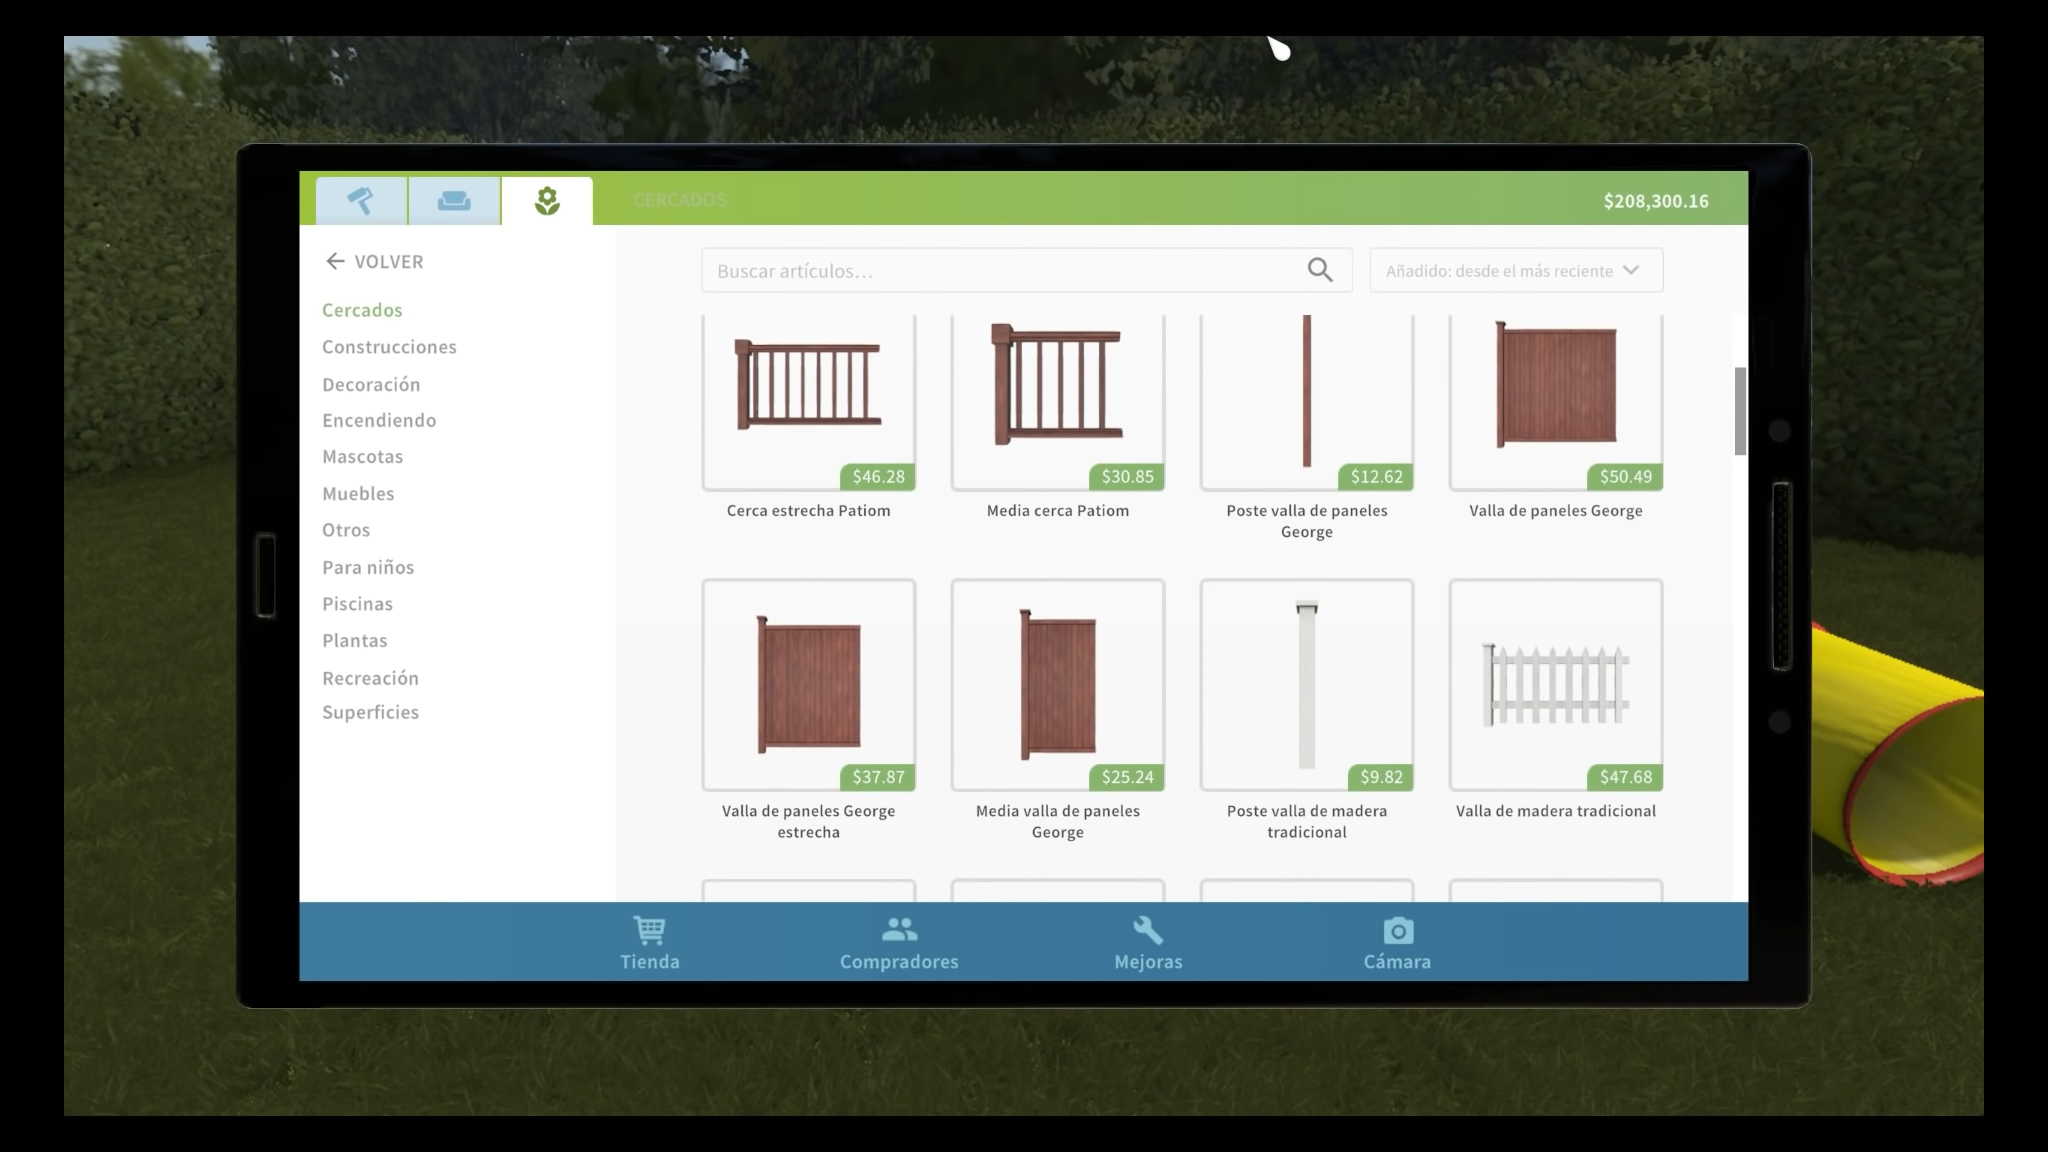 CERCADOS
$208,300.16
VOLVER
Buscar artículos...
Añadido: desde el más reciente
Cercados
Construcciones
Decoración
Encendiendo
Mascotas
Muebles
Otros
Para niños
Piscinas
Plantas
Recreación
Superficies
$46.28
$30.85
$12.62
$50.49
Cerca estrecha Patiom
Media cerca Patiom
Poste valla de paneles
George
Valla de paneles George
$37.87
$25.24
$9.82
$47.68
Valla de paneles George
estrecha
Media valla de paneles
George
Poste valla de madera
tradicional
Valla de madera tradicional
Tienda
Compradores
Mejoras
Cámara